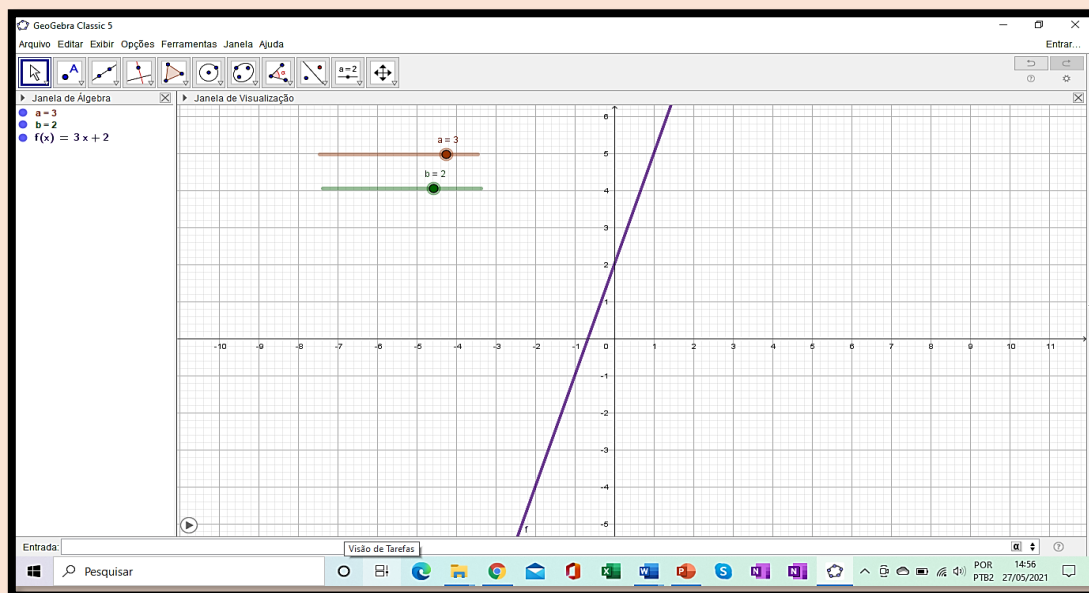 GeoGebra Classic 5
Arquivo Editar Exibir Opções Ferramentas Janela Ajuda
Entrar...
A
a=2
Janela de Álgebra
Janela de Visualização
a = 3
b = 2
f(x) = 3 x + 2
a = 3
b = 2
6
5
4
3
2
1
-10 -9 -8 -7 -6 -5 -4 -3 -2 -1 0 1 2 3 4 5 6 7 8 9 10 11
-1
-2
-3
-4
-5
f
Entrada:
α
Visão de Tarefas
Pesquisar
POR
PTB2
14:56
27/05/2021